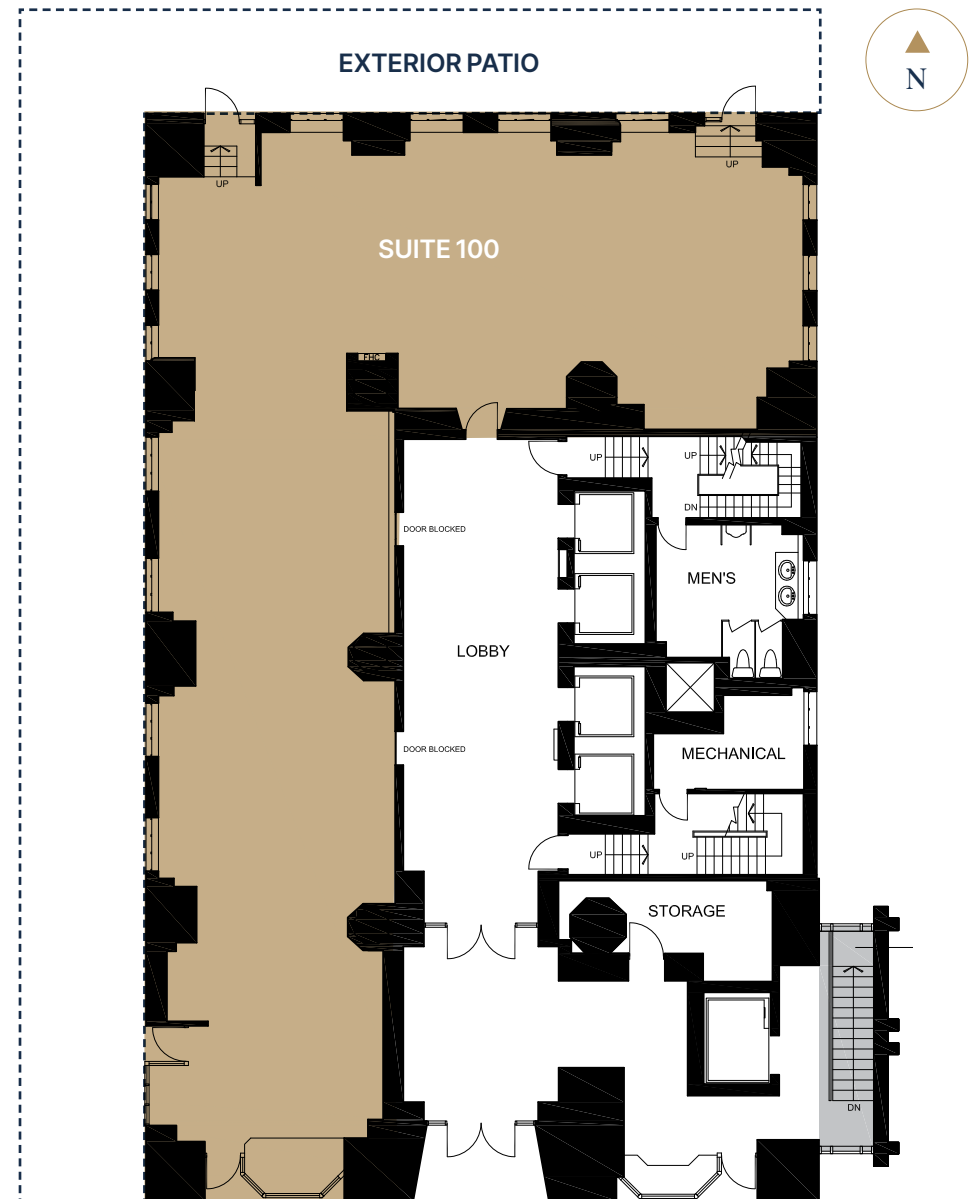 EXTERIOR PATIO
N
UP
UP
SUITE 100
FHC
UP
UP
DN
DOOR BLOCKED
MEN'S
LOBBY
DOOR BLOCKED
MECHANICAL
UP
UP
STORAGE
DN